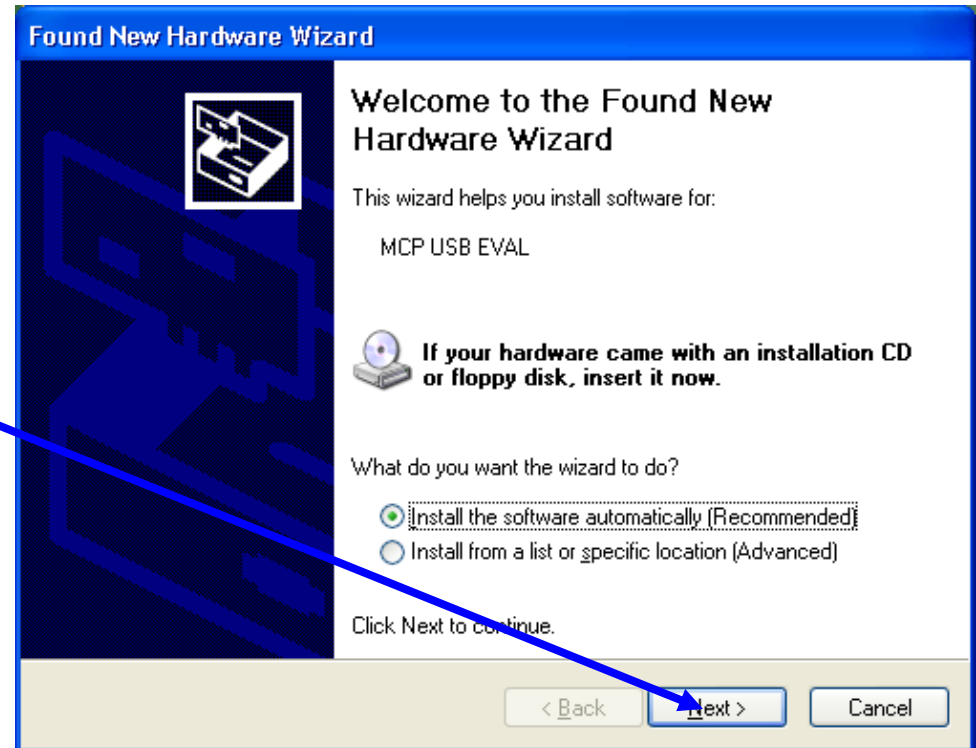 Found New Hardware Wizard
Welcome to the Found New
Hardware Wizard
This wizard helps you install software for:
MCP USB EVAL
If your hardware came with an installation CD
or floppy disk, insert it now.
What do you want the wizard to do?
Install the software automatically (Recommended)
Install from a list or specific location (Advanced)
Click Next to continue.
< Back Next > Cancel